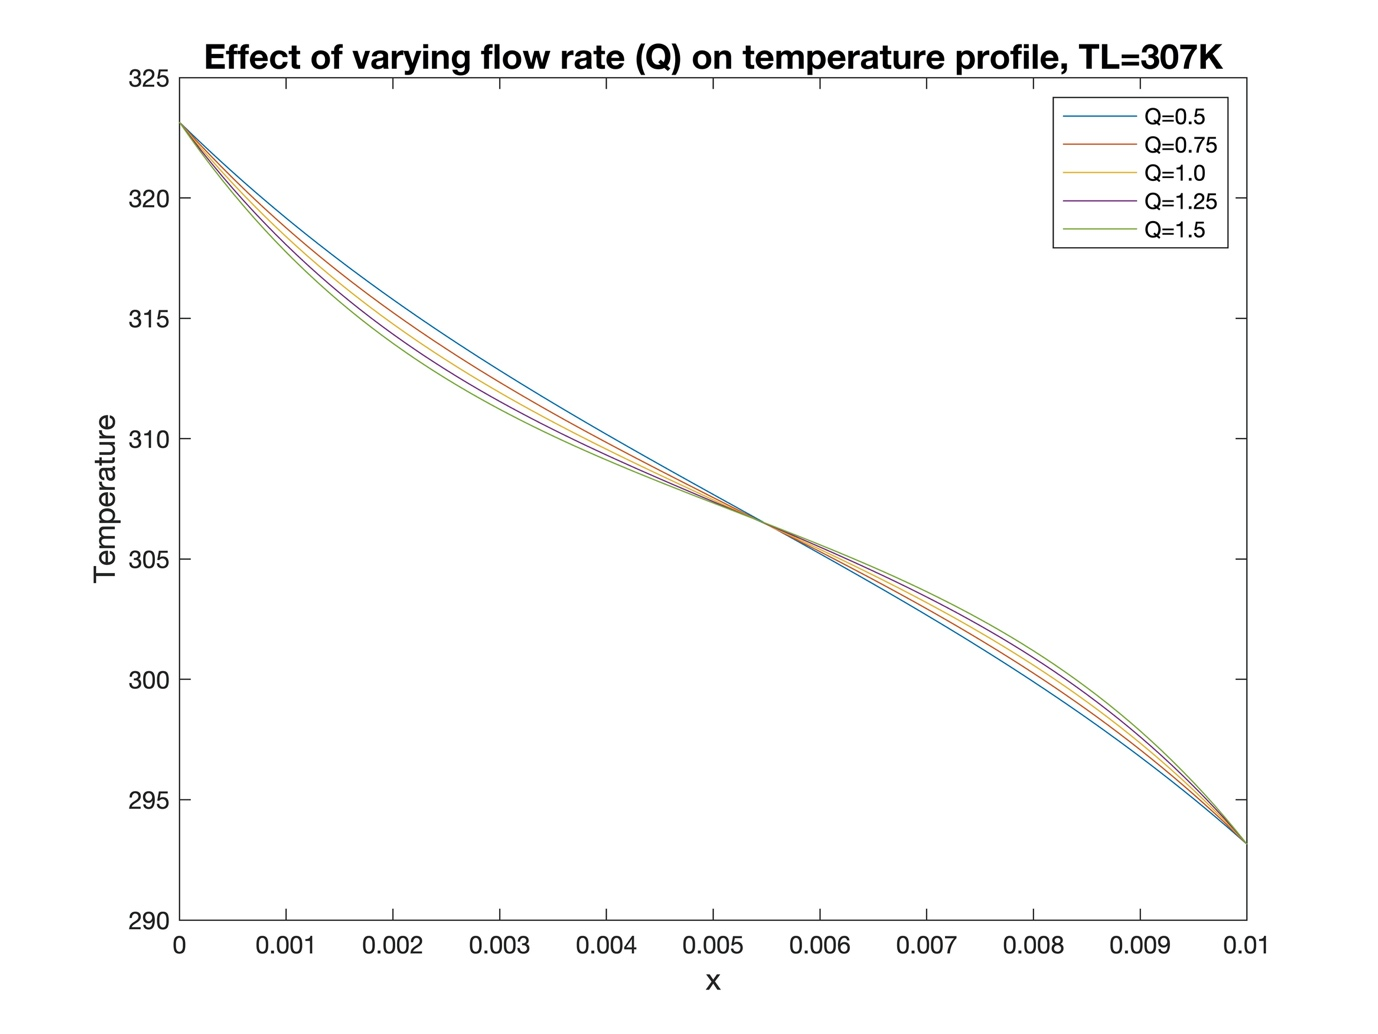 Effect of varying flow rate (Q) on temperature profile, TL=307K
325
320
315
310
305
300
295
290
Temperature
Q=0.5
Q=0.75
Q=1.0
Q=1.25
Q=1.5
0 0.001 0.002 0.003 0.004 0.005 0.006 0.007 0.008 0.009 0.01
x